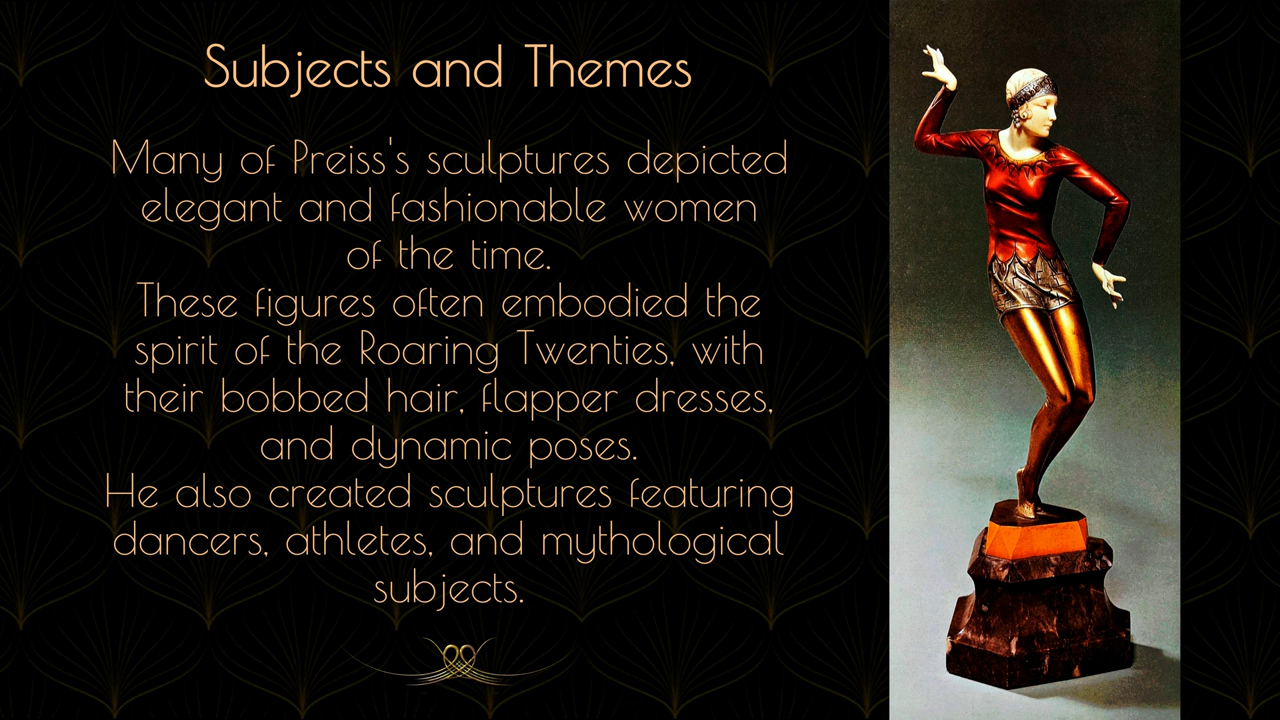 Subjects and Themes
Many of Preiss's sculptures depicted
elegant and fashionable women
of the time.
These figures often embodied the
spirit of the Roaring Twenties, with
their bobbed hair, flapper dresses,
and dynamic poses.
He also created sculptures featuring
dancers, athletes, and mythological
subjects.